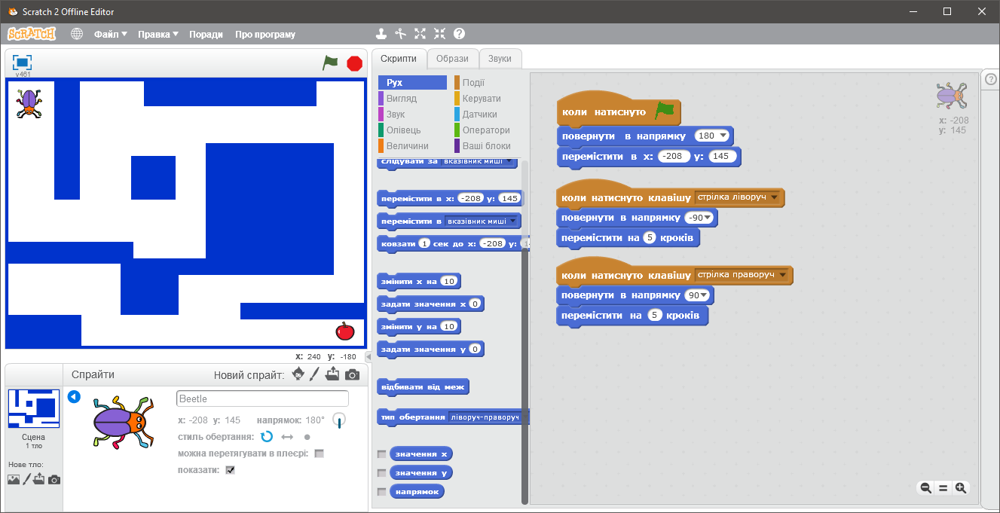 Scratch 2 Offline Editor
SCRATCH Файл Правка Поради Про програму
v461
Скрипти Образи Звуки
Рух Події
Вигляд Керувати
Звук Датчики
Олівець Оператори
Величини Ваші блоки
слідувати за вказівник миші
перемістити в x: -208 y: 145
перемістити в вказівник миші
ковзати 1 сек до x: -208 y:
змінити x на 10
задати значення x 0
змінити y на 10
задати значення y 0
відбивати від меж
тип обертання ліворуч-праворуч
значення x
значення y
напрямок
коли натиснуто
повернути в напрямку 180
перемістити в x: -208 y: 145
коли натиснуто клавішу стрілка ліворуч
повернути в напрямку -90
перемістити на 5 кроків
коли натиснуто клавішу стрілка праворуч
повернути в напрямку 90
перемістити на 5 кроків
x: -208
y: 145
x: 240 y: -180
Спрайти Новий спрайт:
Сцена
1 тло
Нове тло:
Beetle
x: -208 y: 145 напрямок: 180°
стиль обертання:
можна перетягувати в плеєрі:
показати: